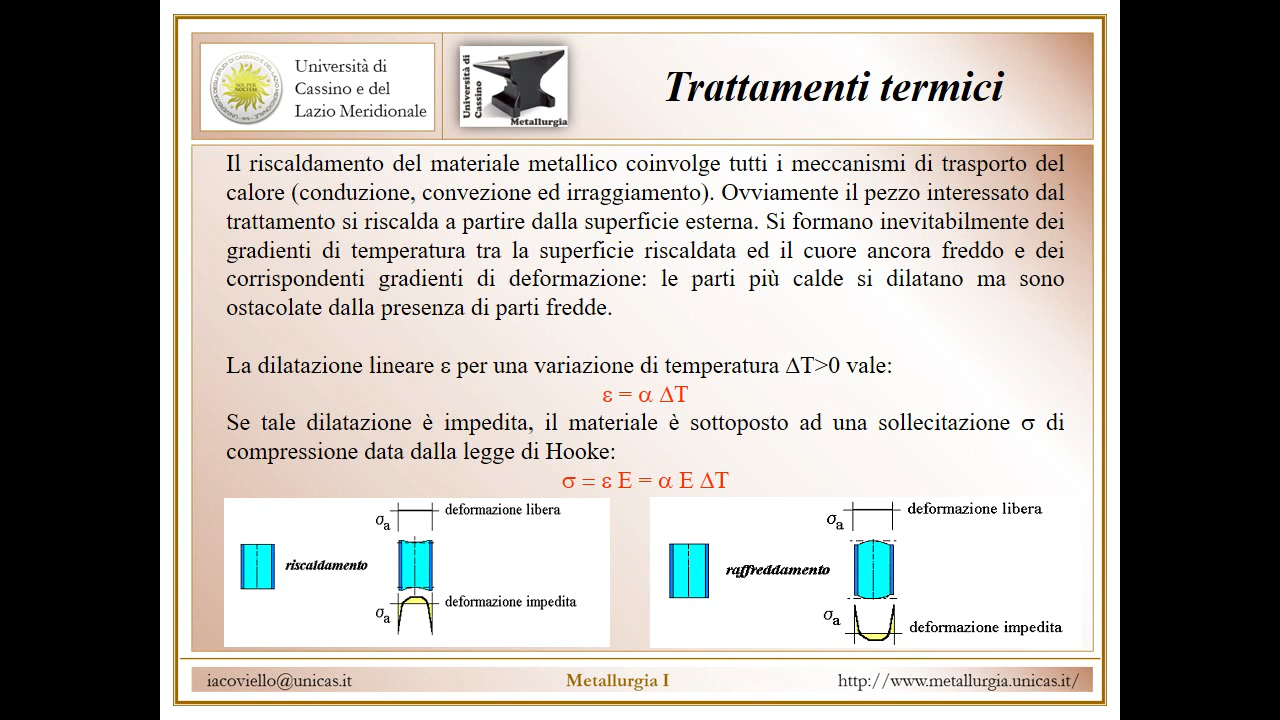 Università di
Cassino e del
Lazio Meridionale
Università di
Cassino
Metallurgia
Trattamenti termici
Il riscaldamento del materiale metallico coinvolge tutti i meccanismi di trasporto del
calore (conduzione, convezione ed irraggiamento). Ovviamente il pezzo interessato dal
trattamento si riscalda a partire dalla superficie esterna. Si formano inevitabilmente dei
gradienti di temperatura tra la superficie riscaldata ed il cuore ancora freddo e dei
corrispondenti gradienti di deformazione: le parti più calde si dilatano ma sono
ostacolate dalla presenza di parti fredde.
La dilatazione lineare ε per una variazione di temperatura ΔT>0 vale:
ε = α ΔT
Se tale dilatazione è impedita, il materiale è sottoposto ad una sollecitazione σ di
compressione data dalla legge di Hooke:
σ = ε E = α E ΔT
σa deformazione libera
riscaldamento
σa deformazione impedita
σa deformazione libera
raffreddamento
σa deformazione impedita
iacoviello@unicas.it
Metallurgia I
http://www.metallurgia.unicas.it/